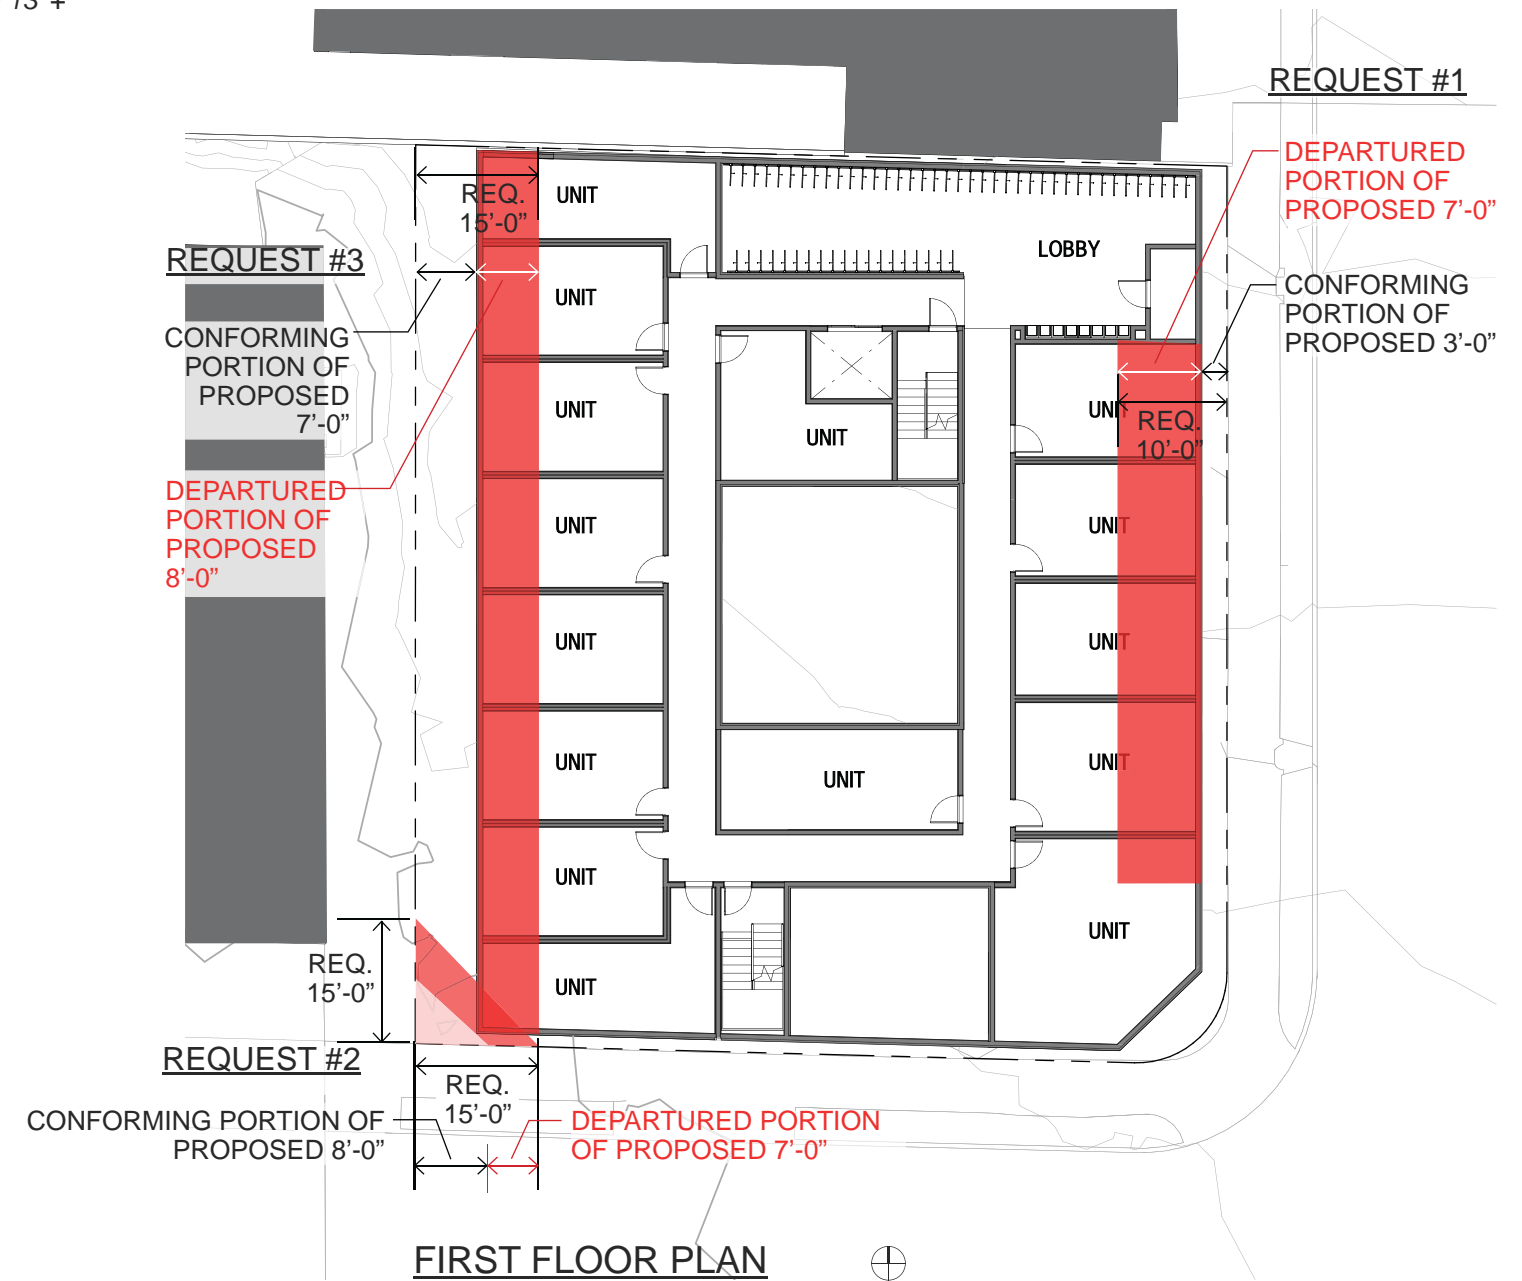 REQUEST #1
DEPARTURED
PORTION OF
PROPOSED 7'-0”
CONFORMING
PORTION OF
PROPOSED 3'-0”
REQ.
10'-0”
REQ.
15'-0”
REQUEST #3
CONFORMING
PORTION OF
PROPOSED
7'-0”
DEPARTURED
PORTION OF
PROPOSED
8'-0”
UNIT
LOBBY
UNIT
UNIT
UNIT
UNIT
UNIT
UNIT
UNIT
UNIT
UNIT
UNIT
UNIT
UNIT
UNIT
UNIT
REQ.
15'-0”
REQUEST #2
REQ.
15'-0”
CONFORMING PORTION OF
PROPOSED 8'-0”
DEPARTURED PORTION
OF PROPOSED 7'-0”
FIRST FLOOR PLAN